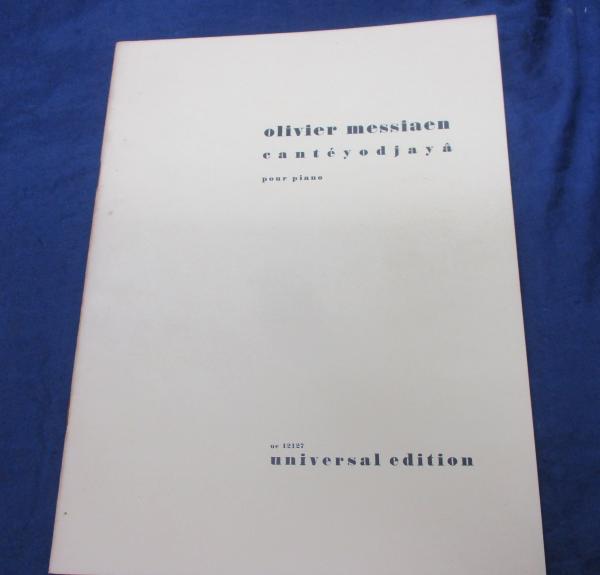 olivier messiaen
cantéyodjayâ
pour piano
ue 12127
universal edition